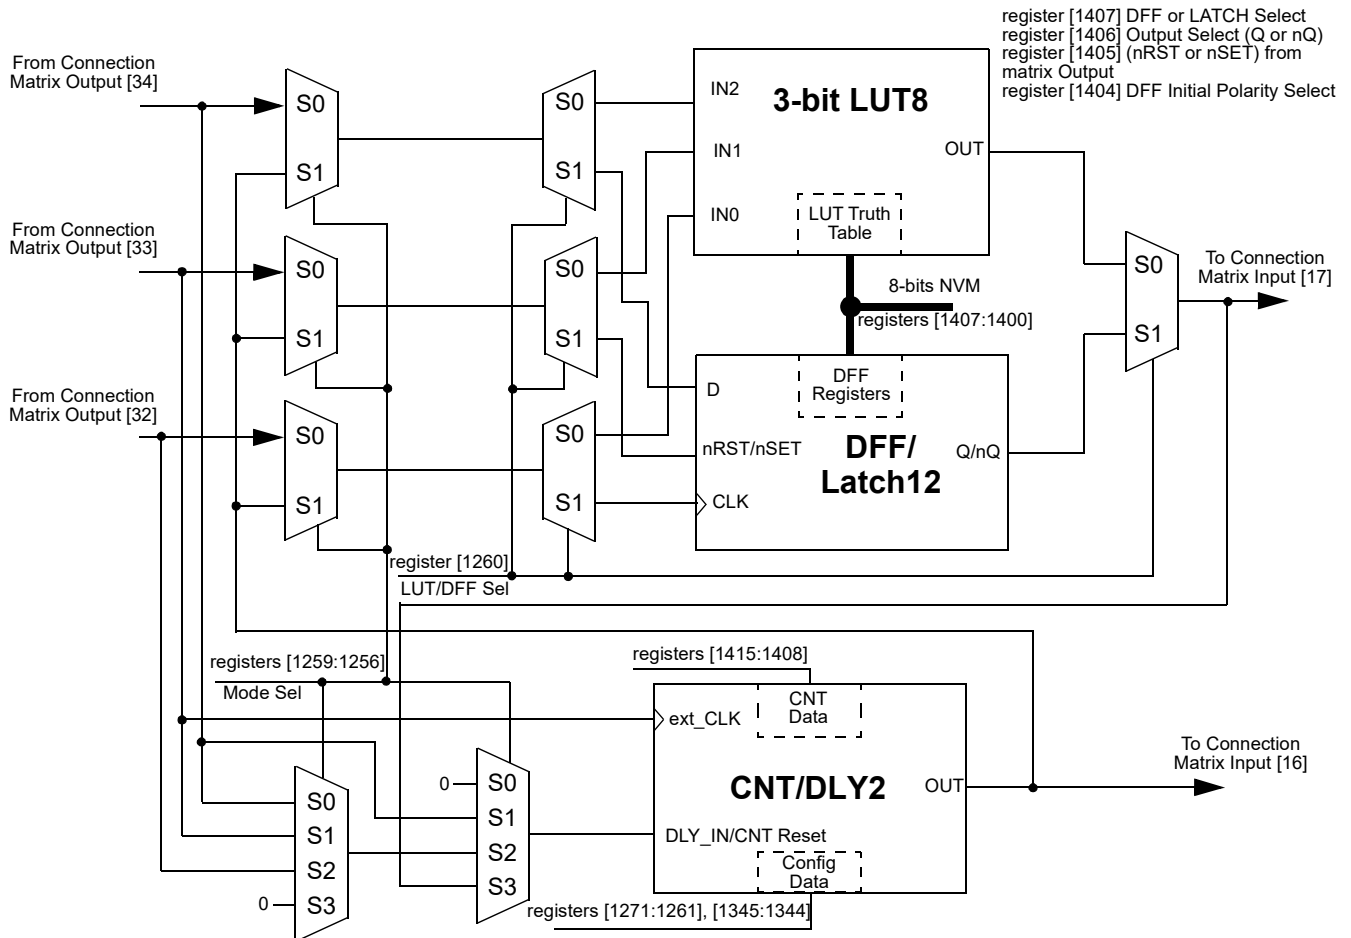 register [1407] DFF or LATCH Select
register [1406] Output Select (Q or nQ)
register [1405] (nRST or nSET) from
matrix Output
register [1404] DFF Initial Polarity Select
From Connection
Matrix Output [34]
S0
S1
S0
S1
IN2
IN1
IN0
3-bit LUT8
OUT
LUT Truth
Table
From Connection
Matrix Output [33]
S0
S1
S0
S1
8-bits NVM
registers [1407:1400]
S0
S1
To Connection
Matrix Input [17]
From Connection
Matrix Output [32]
S0
S1
S0
S1
D
nRST/nSET
CLK
DFF
Registers
DFF/
Latch12
Q/nQ
register [1260]
LUT/DFF Sel
registers [1259:1256]
Mode Sel
registers [1415:1408]
CNT
Data
ext_CLK
CNT/DLY2
OUT
DLY_IN/CNT Reset
Config
Data
To Connection
Matrix Input [16]
S0
S1
S2
0
S3
0
S0
S1
S2
S3
registers [1271:1261], [1345:1344]